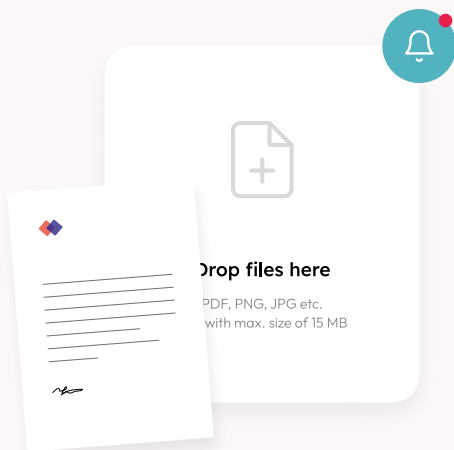 Drop files here
PDF, PNG, JPG etc.
with max. size of 15 MB